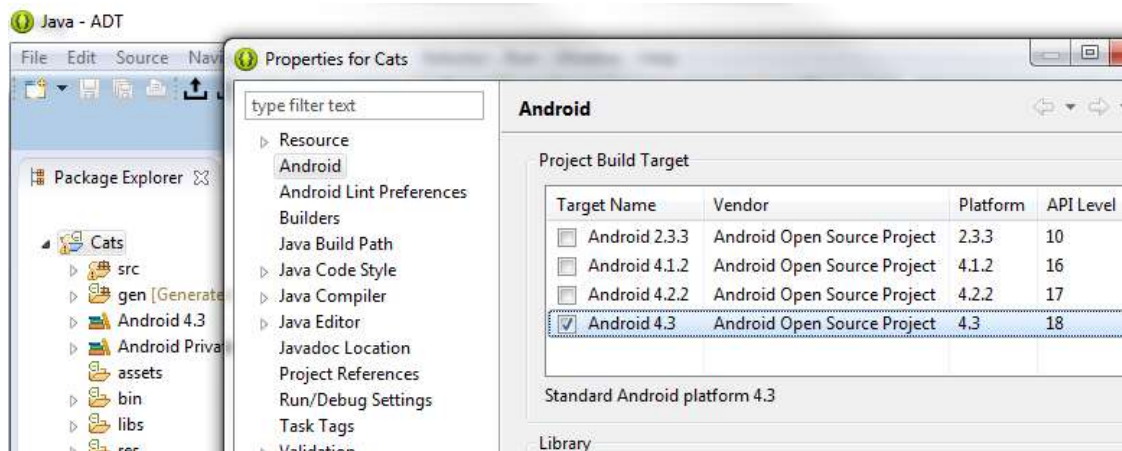 Java - ADT
File Edit Source Navi
Properties for Cats
type filter text
Resource
Android
Android Lint Preferences
Builders
Java Build Path
Java Code Style
Java Compiler
Java Editor
Javadoc Location
Project References
Run/Debug Settings
Task Tags
Validation
Package Explorer
Cats
src
gen [Generate
Android 4.3
Android Priva
assets
bin
libs
res
Android
Project Build Target
Target Name Vendor Platform API Level
Android 2.3.3 Android Open Source Project 2.3.3 10
Android 4.1.2 Android Open Source Project 4.1.2 16
Android 4.2.2 Android Open Source Project 4.2.2 17
Android 4.3 Android Open Source Project 4.3 18
Standard Android platform 4.3
Library